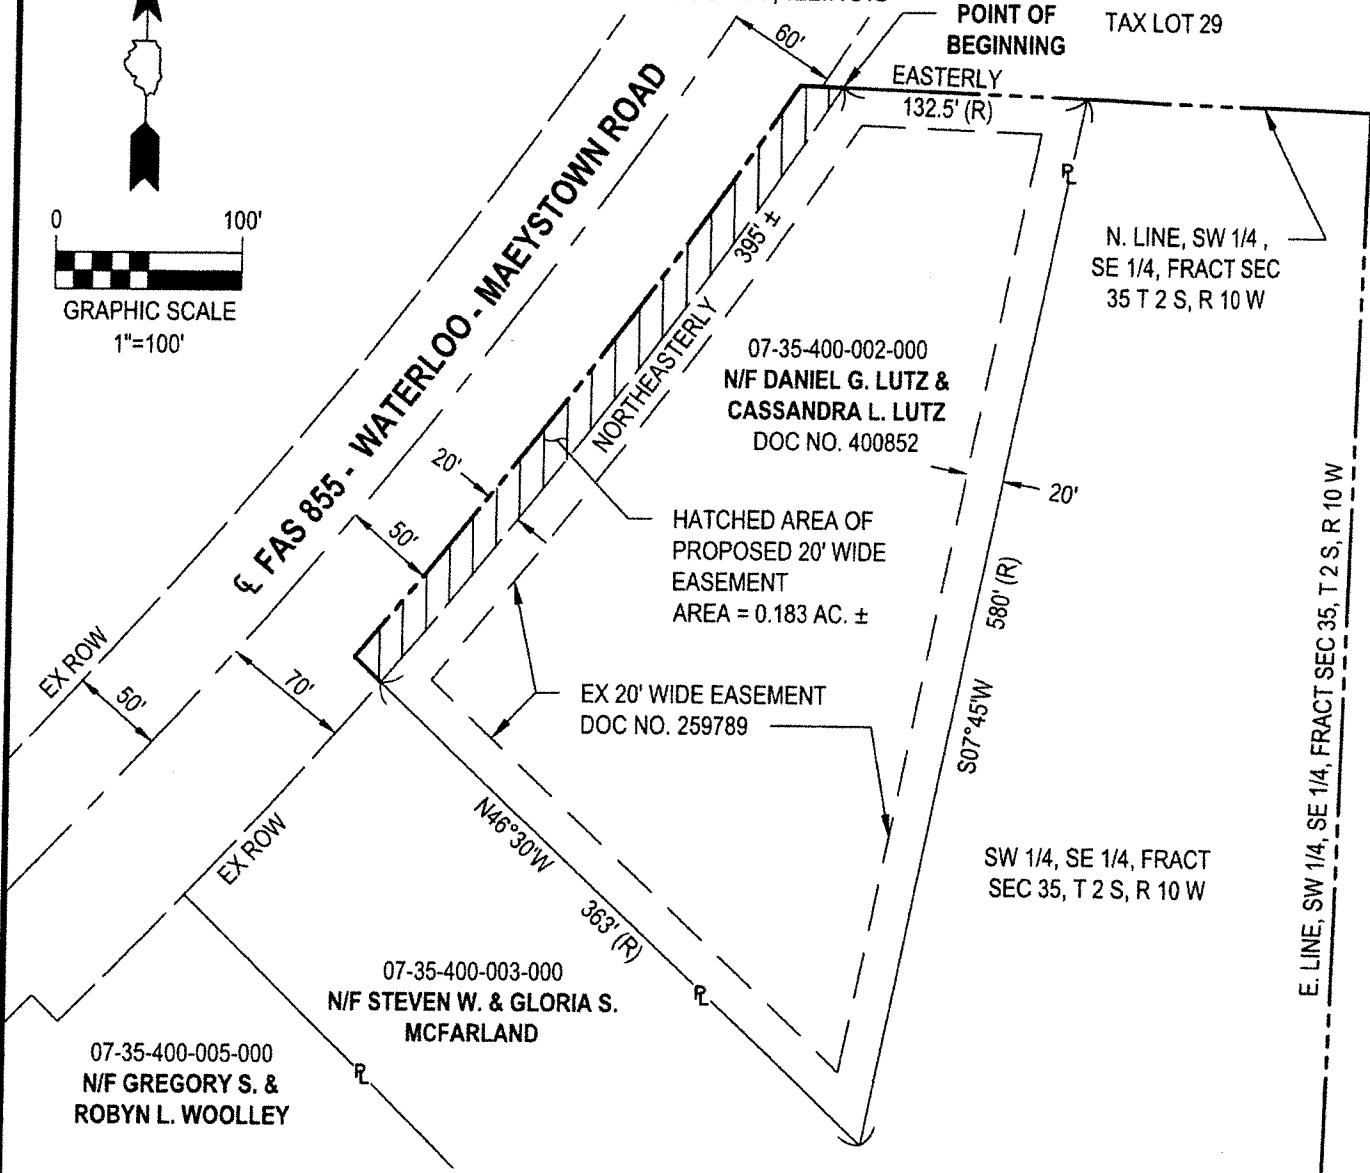 POINT OF
BEGINNING
TAX LOT 29
60'
EASTERLY
132.5' (R)
℄ FAS 855 - WATERLOO - MAEYSTOWN ROAD
0 100'
GRAPHIC SCALE
1"=100'
395' ±
NORTHEASTERLY
PL
N. LINE, SW 1/4 ,
SE 1/4, FRACT SEC
35 T 2 S, R 10 W
07-35-400-002-000
N/F DANIEL G. LUTZ &
CASSANDRA L. LUTZ
DOC NO. 400852
20'
20'
50'
HATCHED AREA OF
PROPOSED 20' WIDE
EASEMENT
AREA = 0.183 AC. ±
580' (R)
S07°45'W
EX ROW
50'
70'
EX 20' WIDE EASEMENT
DOC NO. 259789
E. LINE, SW 1/4, SE 1/4, FRACT SEC 35, T 2 S, R 10 W
EX ROW
N46°30'W
363' (R)
SW 1/4, SE 1/4, FRACT
SEC 35, T 2 S, R 10 W
07-35-400-003-000
N/F STEVEN W. & GLORIA S.
MCFARLAND
PL
07-35-400-005-000
N/F GREGORY S. &
ROBYN L. WOOLLEY
PL